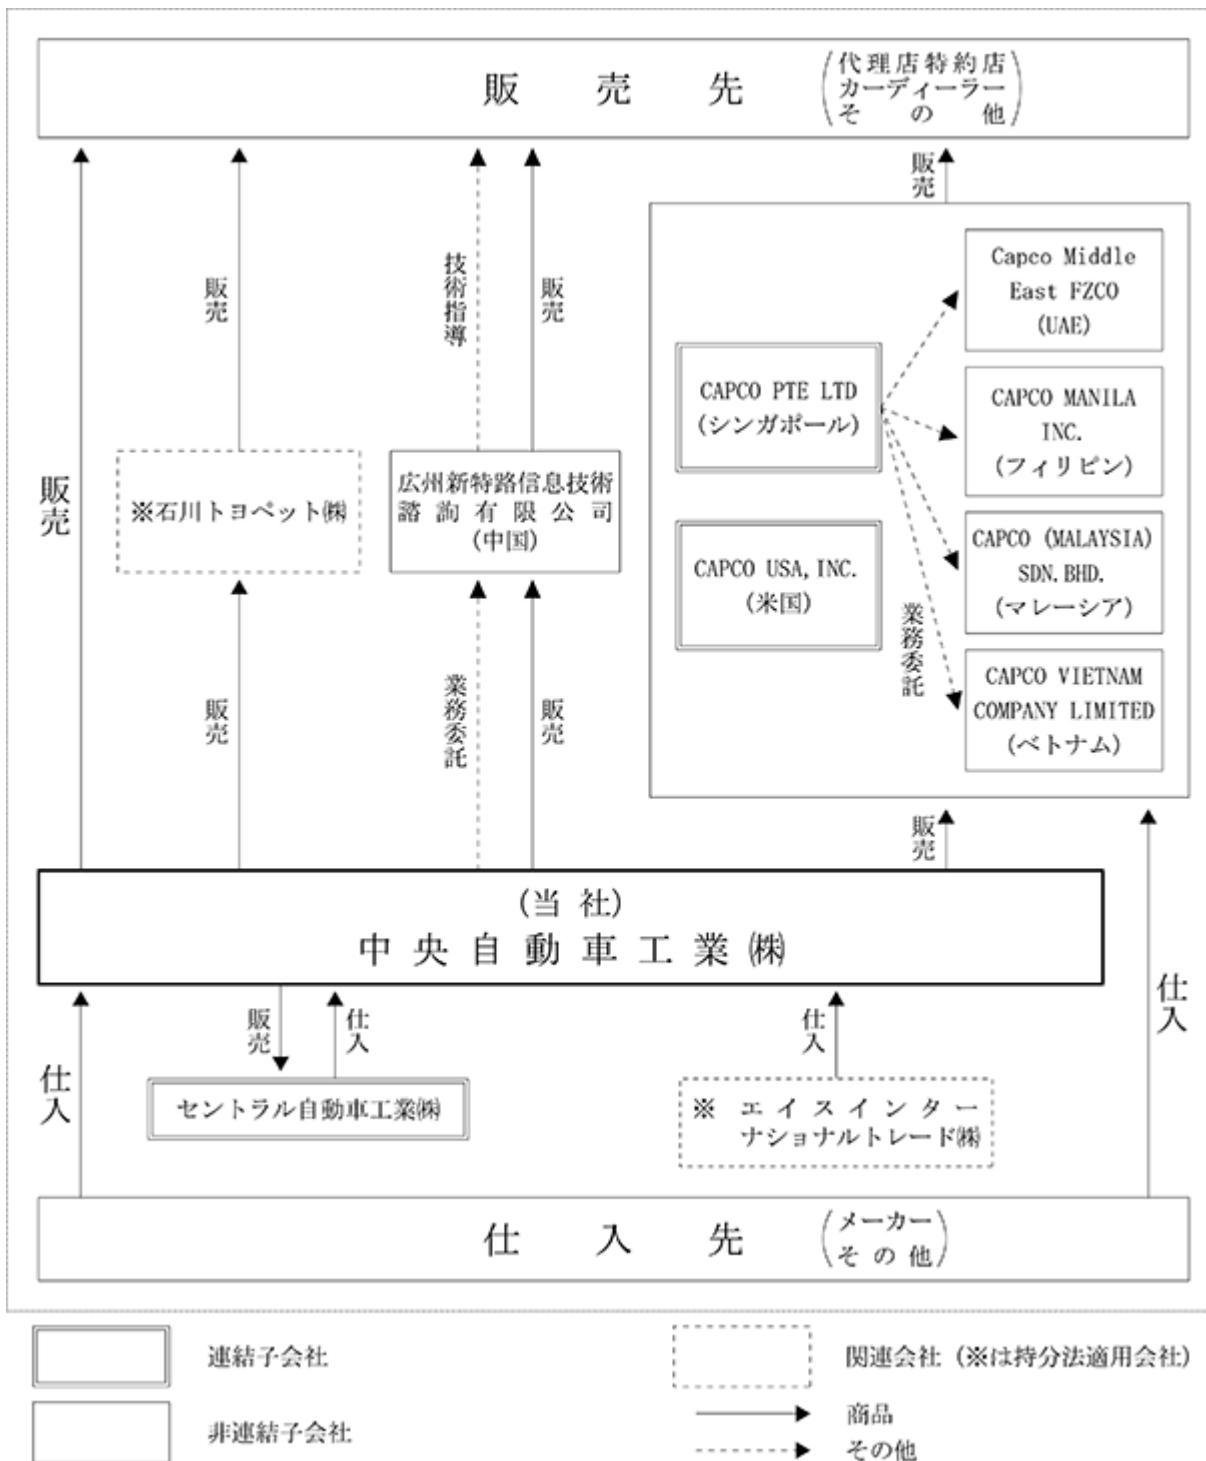 販売先
代理店特約店
カーディーラー
その他
販売
販売
技術指導
販売
販売
Capco Middle
East FZCO
(UAE)
CAPCO PTE LTD
(シンガポール)
CAPCO MANILA
INC.
(フィリピン)
※石川トヨペット㈱
広州新特路信息技術
諮詢有限公司
(中国)
CAPCO USA, INC.
(米国)
CAPCO (MALAYSIA)
SDN. BHD.
(マレーシア)
業務委託
CAPCO VIETNAM
COMPANY LIMITED
(ベトナム)
販売
業務委託
販売
販売
(当社)
中央自動車工業㈱
仕入
販売
仕入
仕入
仕入
セントラル自動車工業㈱
※ エイスインター
ナショナルトレード㈱
仕入先
メーカー
その他
連結子会社
関連会社 (※は持分法適用会社)
非連結子会社
商品
その他